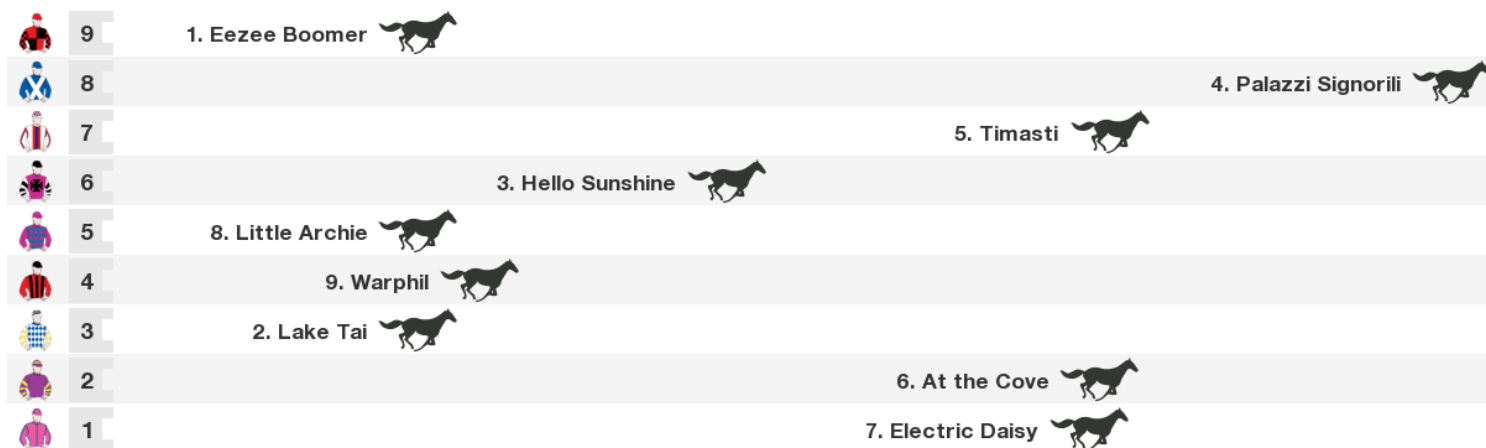 9 1. Eezee Boomer
8 4. Palazzi Signorili
7 5. Timasti
6 3. Hello Sunshine
5 8. Little Archie
4 9. Warphil
3 2. Lake Tai
2 6. At the Cove
1 7. Electric Daisy